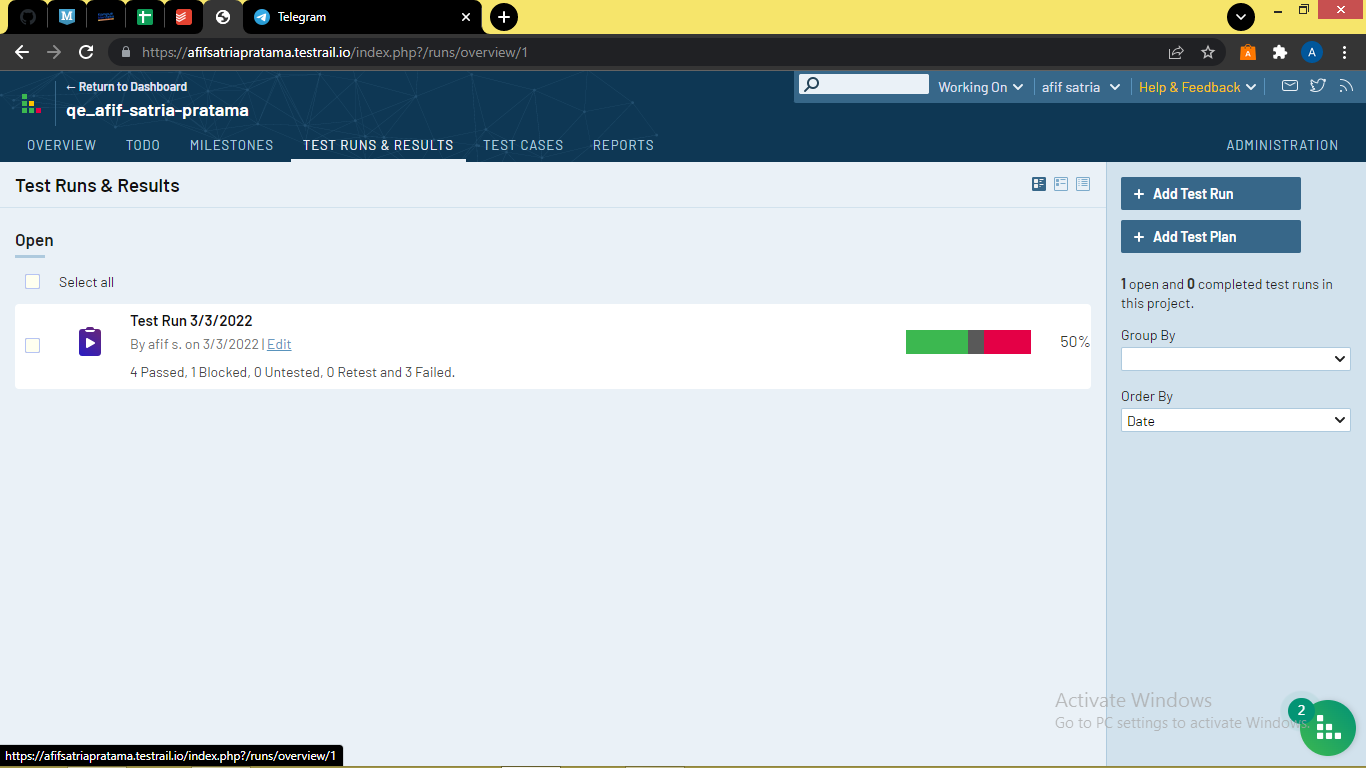 Telegram
https://afifsatriapratama.testrail.io/index.php?/runs/overview/1
A
A
← Return to Dashboard
qe_afif-satria-pratama
Working On
afif satria
Help & Feedback
OVERVIEW
TODO
MILESTONES
TEST RUNS & RESULTS
TEST CASES
REPORTS
ADMINISTRATION
Test Runs & Results
+ Add Test Run
+ Add Test Plan
1 open and 0 completed test runs in
this project.
Group By
Order By
Date
Open
Select all
Test Run 3/3/2022
By afif s. on 3/3/2022 | Edit
4 Passed, 1 Blocked, 0 Untested, 0 Retest and 3 Failed.
50%
Activate Windows
Go to PC settings to activate Windows.
2
https://afifsatriapratama.testrail.io/index.php?/runs/overview/1